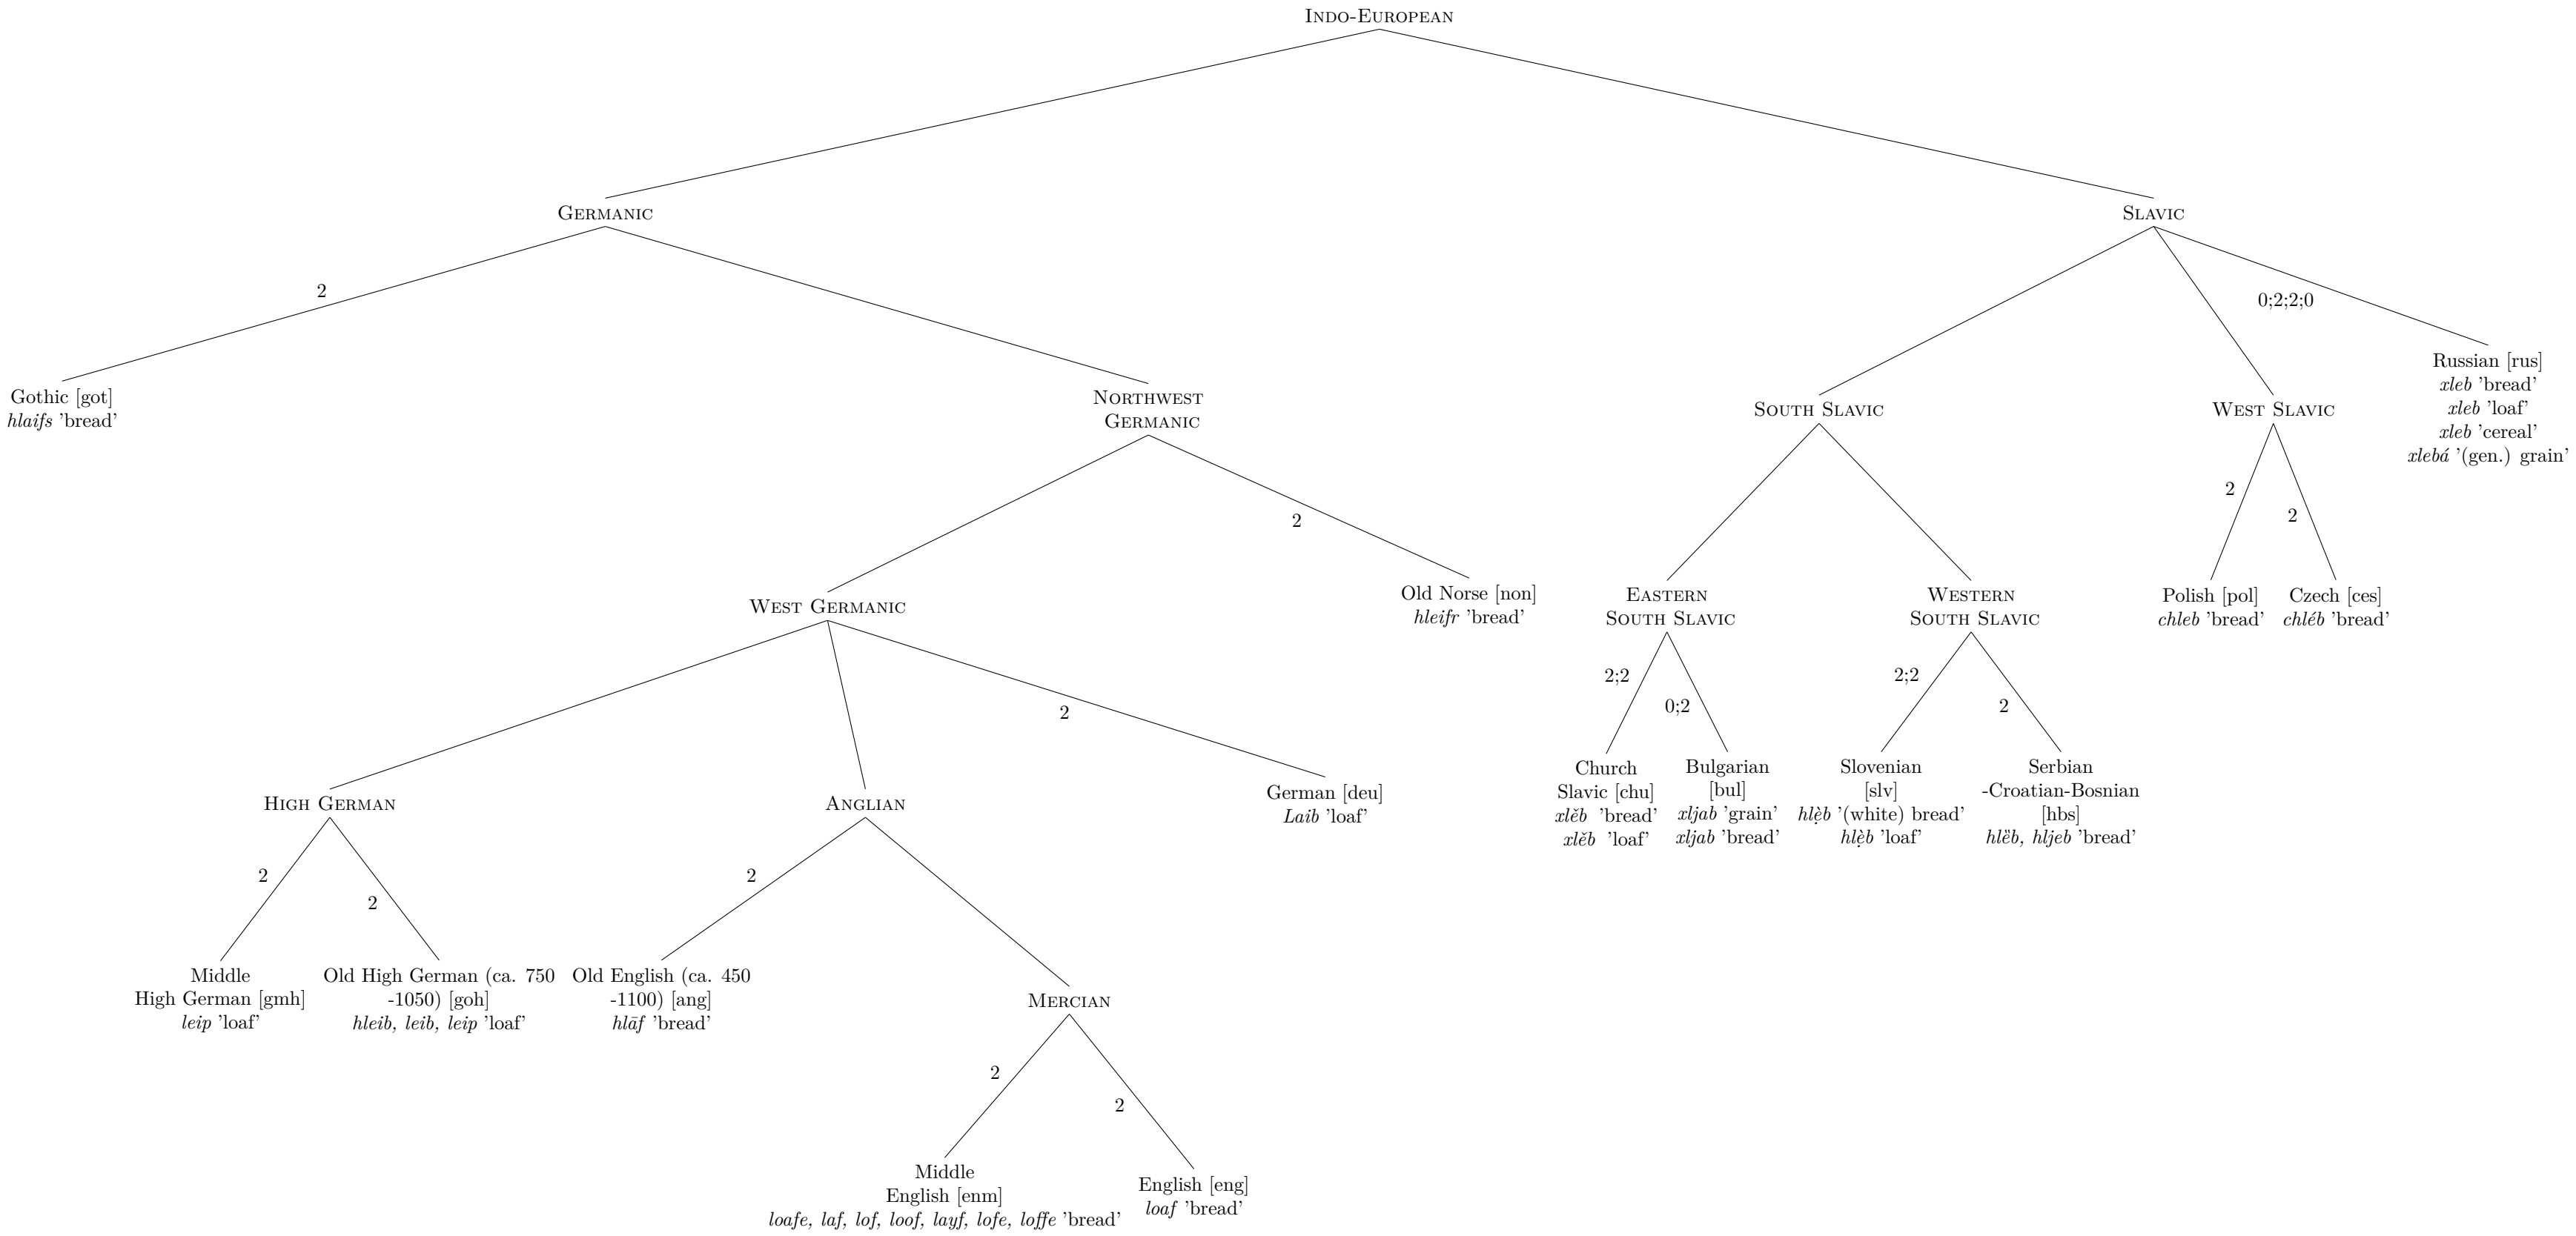 INDO-EUROPEAN
GERMANIC
SLAVIC
2
0;2;2;0
Gothic [got]
hlaifs 'bread'
NORTHWEST
GERMANIC
SOUTH SLAVIC
WEST SLAVIC
Russian [rus]
xleb 'bread'
xleb 'loaf'
xleb 'cereal'
xlebá '(gen.) grain'
2
2
2
WEST GERMANIC
Old Norse [non]
hleifr 'bread'
EASTERN
SOUTH SLAVIC
WESTERN
SOUTH SLAVIC
Polish [pol]
chleb 'bread'
Czech [ces]
chléb 'bread'
2
2;2
0;2
2;2
2
HIGH GERMAN
ANGLIAN
German [deu]
Laib 'loaf'
Church
Slavic [chu]
xlěb 'bread'
xlěb 'loaf'
Bulgarian
[bul]
xljab 'grain'
xljab 'bread'
Slovenian
[slv]
hlẹ̀b '(white) bread'
hlẹ̀b 'loaf'
Serbian
-Croatian-Bosnian
[hbs]
hlȅb, hljeb 'bread'
2
2
2
Middle
High German [gmh]
leip 'loaf'
Old High German (ca. 750
-1050) [goh]
hleib, leib, leip 'loaf'
Old English (ca. 450
-1100) [ang]
hlāf 'bread'
MERCIAN
2
2
Middle
English [enm]
loafe, laf, lof, loof, layf, lofe, loffe 'bread'
English [eng]
loaf 'bread'